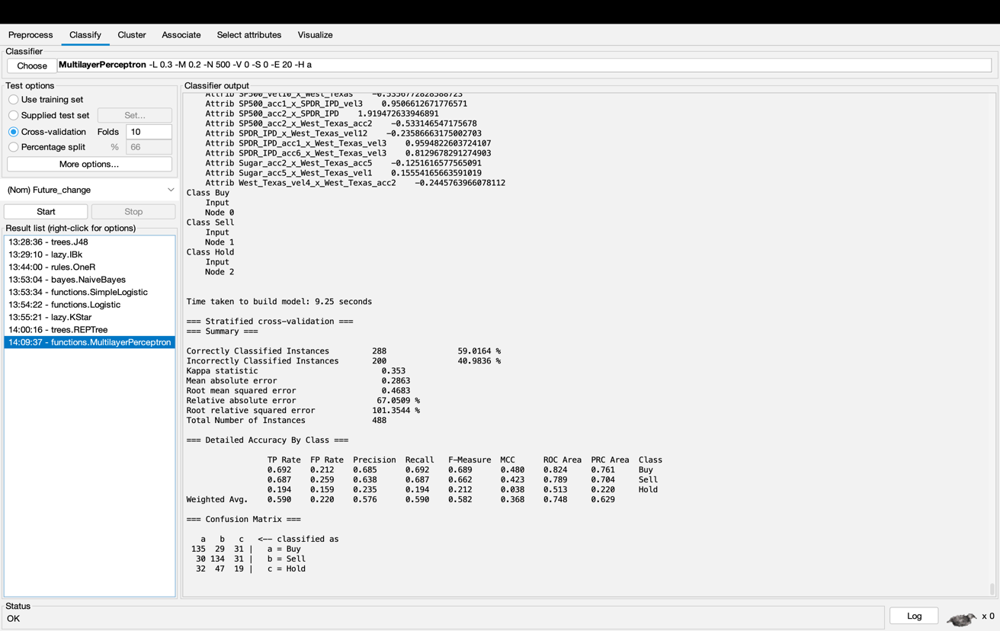 Preprocess Classify Cluster Associate Select attributes Visualize
Classifier
Choose MultilayerPerceptron -L 0.3 -M 0.2 -N 500 -V 0 -S 0 -E 20 -H a
Test options
Use training set
Supplied test set Set...
Cross-validation Folds 10
Percentage split % 66
More options...
(Nom) Future_change
Start Stop
Result list (right-click for options)
13:28:36 - trees.J48
13:29:10 - lazy.IBk
13:44:00 - rules.OneR
13:53:04 - bayes.NaiveBayes
13:53:34 - functions.SimpleLogistic
13:54:22 - functions.Logistic
13:55:21 - lazy.KStar
14:00:16 - trees.REPTree
14:09:37 - functions.MultilayerPerceptron
Classifier output
Attrib SP500_vel10_x_West_Texas -0.5356772828588723
Attrib SP500_acc1_x_SPDR_IPD_vel3 0.9506612671776571
Attrib SP500_acc2_x_SPDR_IPD 1.919472633946891
Attrib SP500_acc2_x_West_Texas_acc2 -0.533146547175678
Attrib SPDR_IPD_x_West_Texas_vel12 -0.23586663175002703
Attrib SPDR_IPD_acc1_x_West_Texas_vel3 0.9594822603724107
Attrib SPDR_IPD_acc6_x_West_Texas_vel3 0.8129678291274903
Attrib Sugar_acc2_x_West_Texas_acc5 -0.1251616577565091
Attrib Sugar_acc5_x_West_Texas_vel1 0.15554165663591019
Attrib West_Texas_vel4_x_West_Texas_acc2 -0.2445763966078112
Class Buy
Input
Node 0
Class Sell
Input
Node 1
Class Hold
Input
Node 2
Time taken to build model: 9.25 seconds
=== Stratified cross-validation ===
=== Summary ===
Correctly Classified Instances 288 59.0164 %
Incorrectly Classified Instances 200 40.9836 %
Kappa statistic 0.353
Mean absolute error 0.2863
Root mean squared error 0.4683
Relative absolute error 67.0509 %
Root relative squared error 101.3544 %
Total Number of Instances 488
=== Detailed Accuracy By Class ===
TP Rate FP Rate Precision Recall F-Measure MCC ROC Area PRC Area Class
0.692 0.212 0.685 0.692 0.689 0.480 0.824 0.761 Buy
0.687 0.259 0.638 0.687 0.662 0.423 0.789 0.704 Sell
0.194 0.159 0.235 0.194 0.212 0.038 0.513 0.220 Hold
Weighted Avg. 0.590 0.220 0.576 0.590 0.582 0.368 0.748 0.629
=== Confusion Matrix ===
a b c <-- classified as
135 29 31 | a = Buy
30 134 31 | b = Sell
32 47 19 | c = Hold
Status
OK
Log x 0